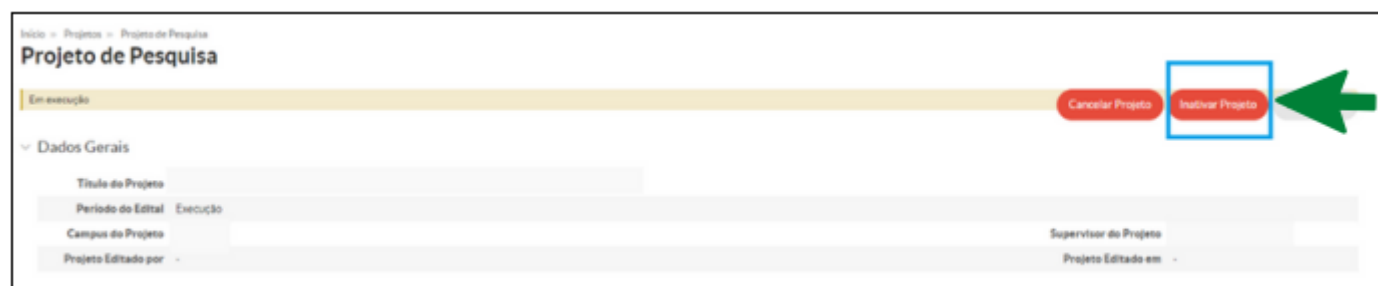 Início > Projetos > Projeto de Pesquisa
Projeto de Pesquisa
Em execução
Cancelar Projeto
Inativar Projeto
Dados Gerais
Título do Projeto
Período do Edital Execução
Campus do Projeto
Supervisor do Projeto
Projeto Editado por -
Projeto Editado em -